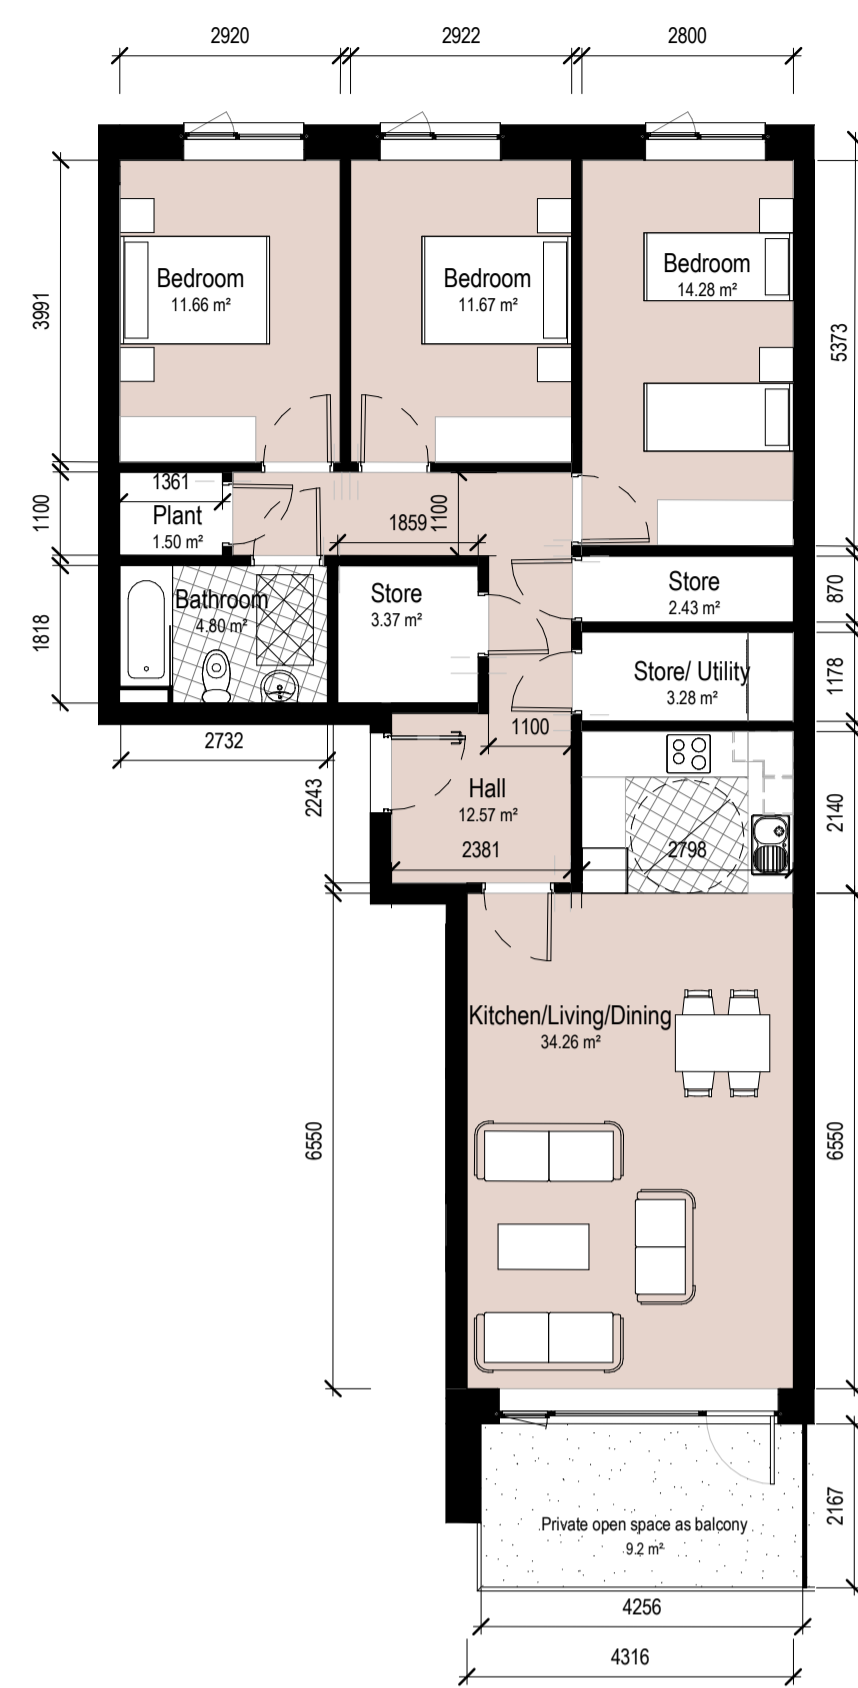 2920
2922
2800
Bedroom
11.66 m²
Bedroom
11.67 m²
Bedroom
14.28 m²
3991
5373
1361
Plant
1.50 m²
1100
1859
1100
Bathroom
4.80 m²
Store
3.37 m²
Store
2.43 m²
870
1818
Store/ Utility
3.28 m²
1178
2732
1100
2243
Hall
12.57 m²
2381
2798
2140
Kitchen/Living/Dining
34.26 m²
6550
6550
Private open space as balcony
9.2 m²
2167
4256
4316